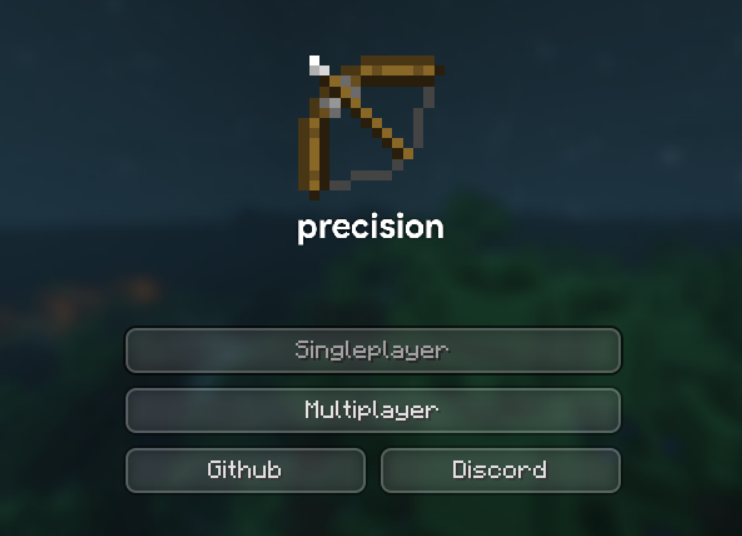 precision
Singleplayer
Multiplayer
Github
Discord